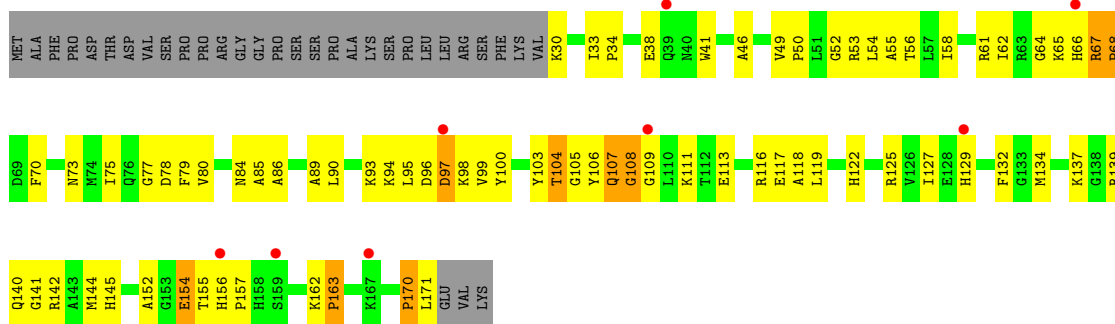 MET ALA PHE PRO ASP THR ASP VAL SER PRO PRO ARG GLY GLY PRO SER SER PRO ALA LYS SER PRO LEU LEU ARG SER PHE LYS VAL K30 I33 P34 E38 Q39 N40 W41 A46 V49 P50 L51 G52 R53 L54 A55 T56 L57 I58 R61 I62 R63 G64 K65 H66 R67 P68
D69 F70 N73 M74 I75 Q76 G77 D78 F79 V80 N84 A85 A86 A89 L90 K93 K94 L95 D96 D97 K98 V99 Y100 Y103 T104 G105 Y106 Q107 G108 G109 L110 K111 T112 E113 R116 E117 A118 L119 H122 R125 V126 I127 E128 H129 F132 G133 M134 K137 G138 R139
Q140 G141 R142 A143 M144 H145 A152 G153 E154 T155 H156 P157 H158 S159 K162 P163 K167 P170 L171 GLU VAL LYS